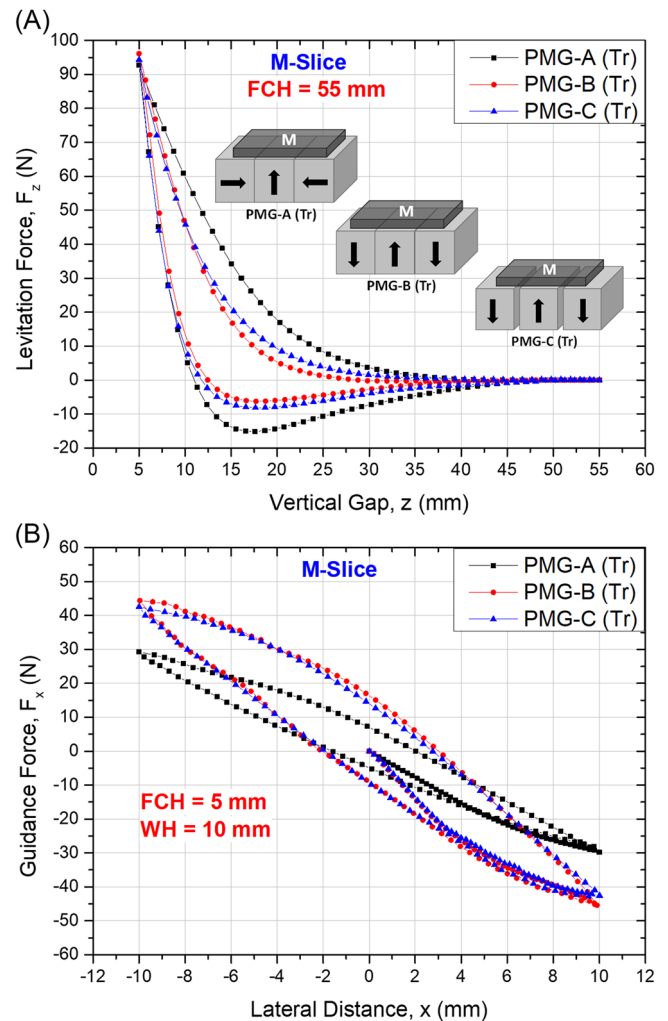 (A)
100
90
80
70
60
50
40
30
20
10
0
-10
-20
Levitation Force, F_z (N)
M-Slice
FCH = 55 mm
PMG-A (Tr)
PMG-B (Tr)
PMG-C (Tr)
M
PMG-A (Tr)
M
PMG-B (Tr)
M
PMG-C (Tr)
0 5 10 15 20 25 30 35 40 45 50 55 60
Vertical Gap, z (mm)
(B)
60
50
40
30
20
10
0
-10
-20
-30
-40
-50
-60
Guidance Force, F_x (N)
M-Slice
PMG-A (Tr)
PMG-B (Tr)
PMG-C (Tr)
FCH = 5 mm
WH = 10 mm
-12 -10 -8 -6 -4 -2 0 2 4 6 8 10 12
Lateral Distance, x (mm)